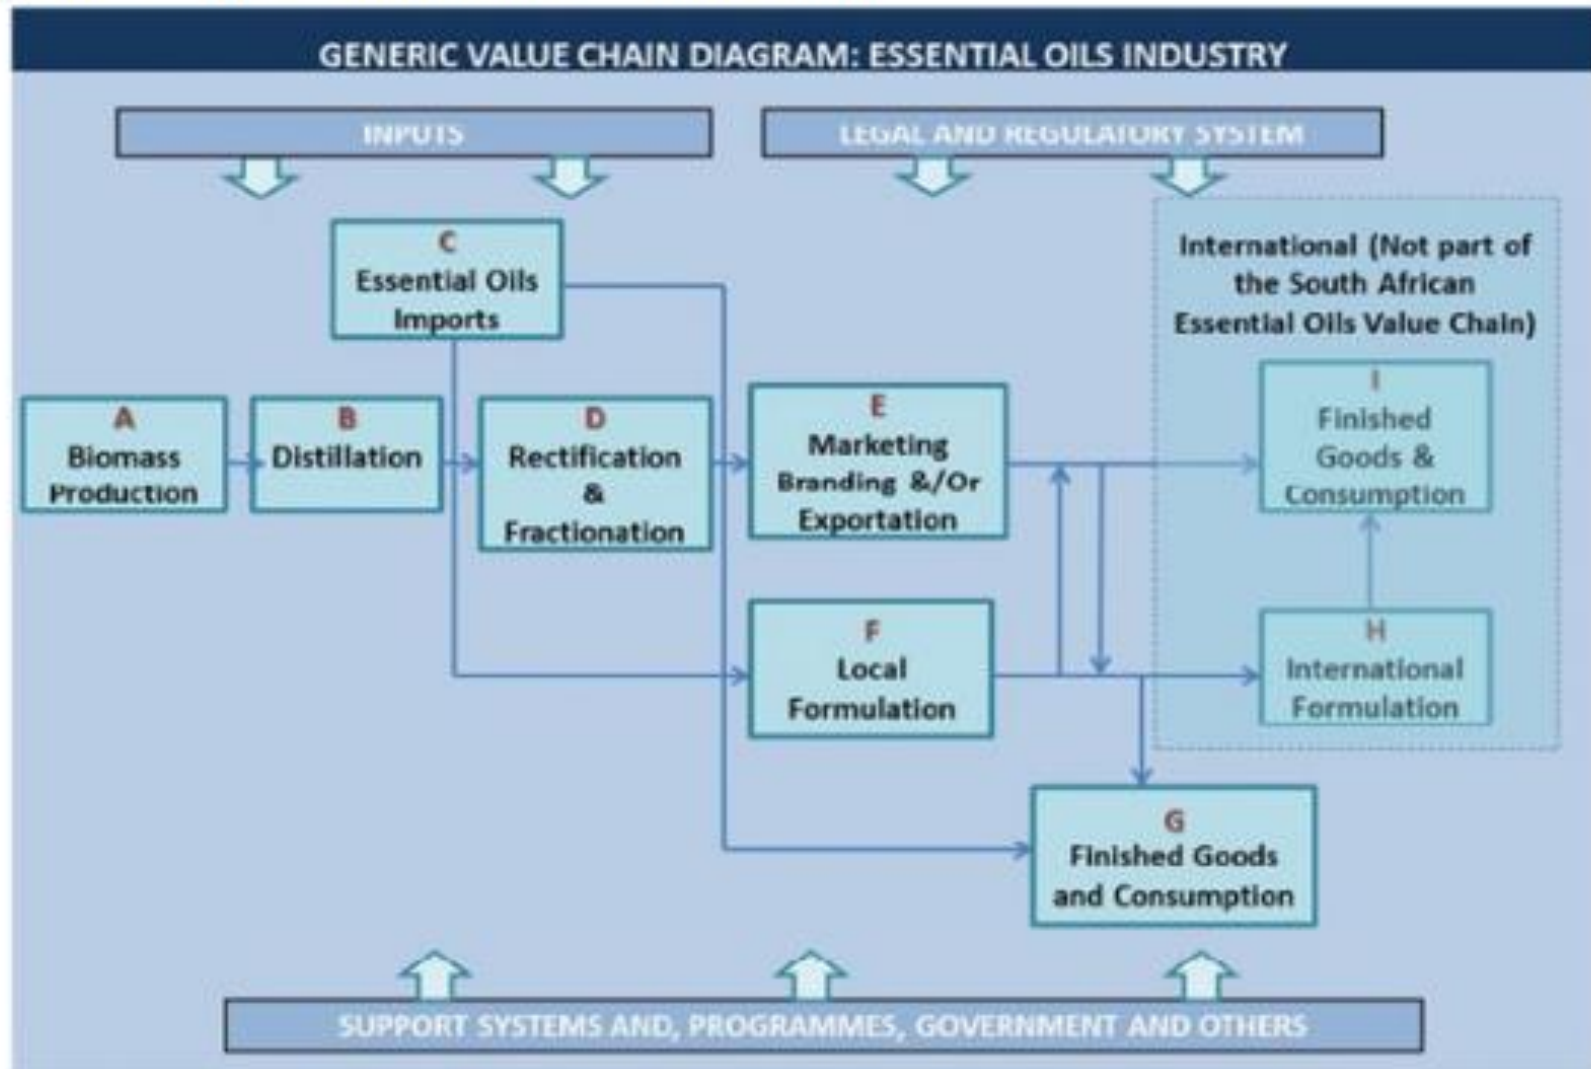 GENERIC VALUE CHAIN DIAGRAM: ESSENTIAL OILS INDUSTRY
INPUTS
LEGAL AND REGULATORY SYSTEM
C
Essential Oils
Imports
International (Not part of
the South African
Essential Oils Value Chain)
A
Biomass
Production
B
Distillation
D
Rectification
&
Fractionation
E
Marketing
Branding &/Or
Exportation
I
Finished
Goods &
Consumption
F
Local
Formulation
H
International
Formulation
G
Finished Goods
and Consumption
SUPPORT SYSTEMS AND, PROGRAMMES, GOVERNMENT AND OTHERS